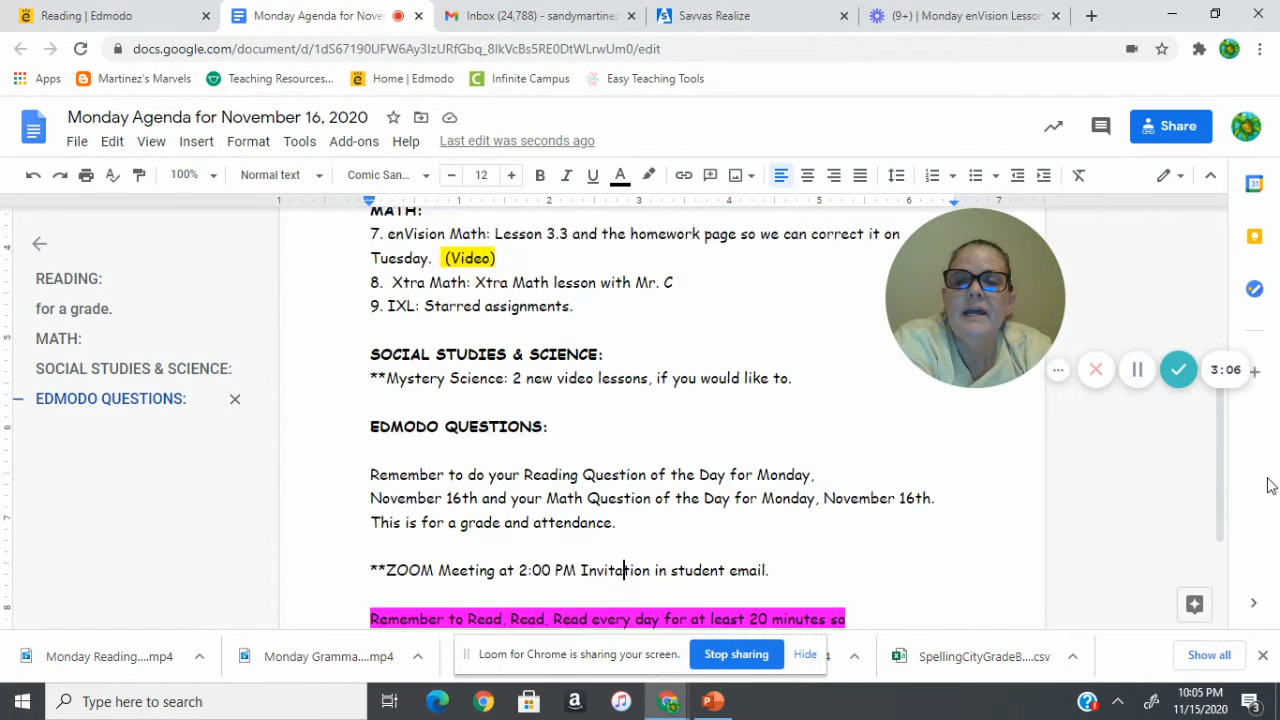 Reading | Edmodo
Monday Agenda for Nove
Inbox (24,788) - sandymartinez
Savvas Realize
(9+) | Monday enVision Lesson
docs.google.com/document/d/1dS67190UFW6Ay3IzURfGbq_8lkVcBs5RE0DtWLrwUm0/edit
Apps
Martinez's Marvels
Teaching Resources...
Home | Edmodo
Infinite Campus
Easy Teaching Tools
Monday Agenda for November 16, 2020
File Edit View Insert Format Tools Add-ons Help Last edit was seconds ago
Share
100% Normal text Comic San... 12
1 1 2 3 4 5 6 7
READING:
for a grade.
MATH:
SOCIAL STUDIES & SCIENCE:
EDMODO QUESTIONS:
MATH:
7. enVision Math: Lesson 3.3 and the homework page so we can correct it on
Tuesday. (Video)
8. Xtra Math: Xtra Math lesson with Mr. C
9. IXL: Starred assignments.
SOCIAL STUDIES & SCIENCE:
**Mystery Science: 2 new video lessons, if you would like to.
EDMODO QUESTIONS:
Remember to do your Reading Question of the Day for Monday,
November 16th and your Math Question of the Day for Monday, November 16th.
This is for a grade and attendance.
**ZOOM Meeting at 2:00 PM Invitation in student email.
Remember to Read, Read, Read every day for at least 20 minutes so
3:06
Monday Reading....mp4
Monday Gramma....mp4
Loom for Chrome is sharing your screen.
Stop sharing
Hide
SpellingCityGradeB....csv
Show all
Type here to search
10:05 PM
11/15/2020